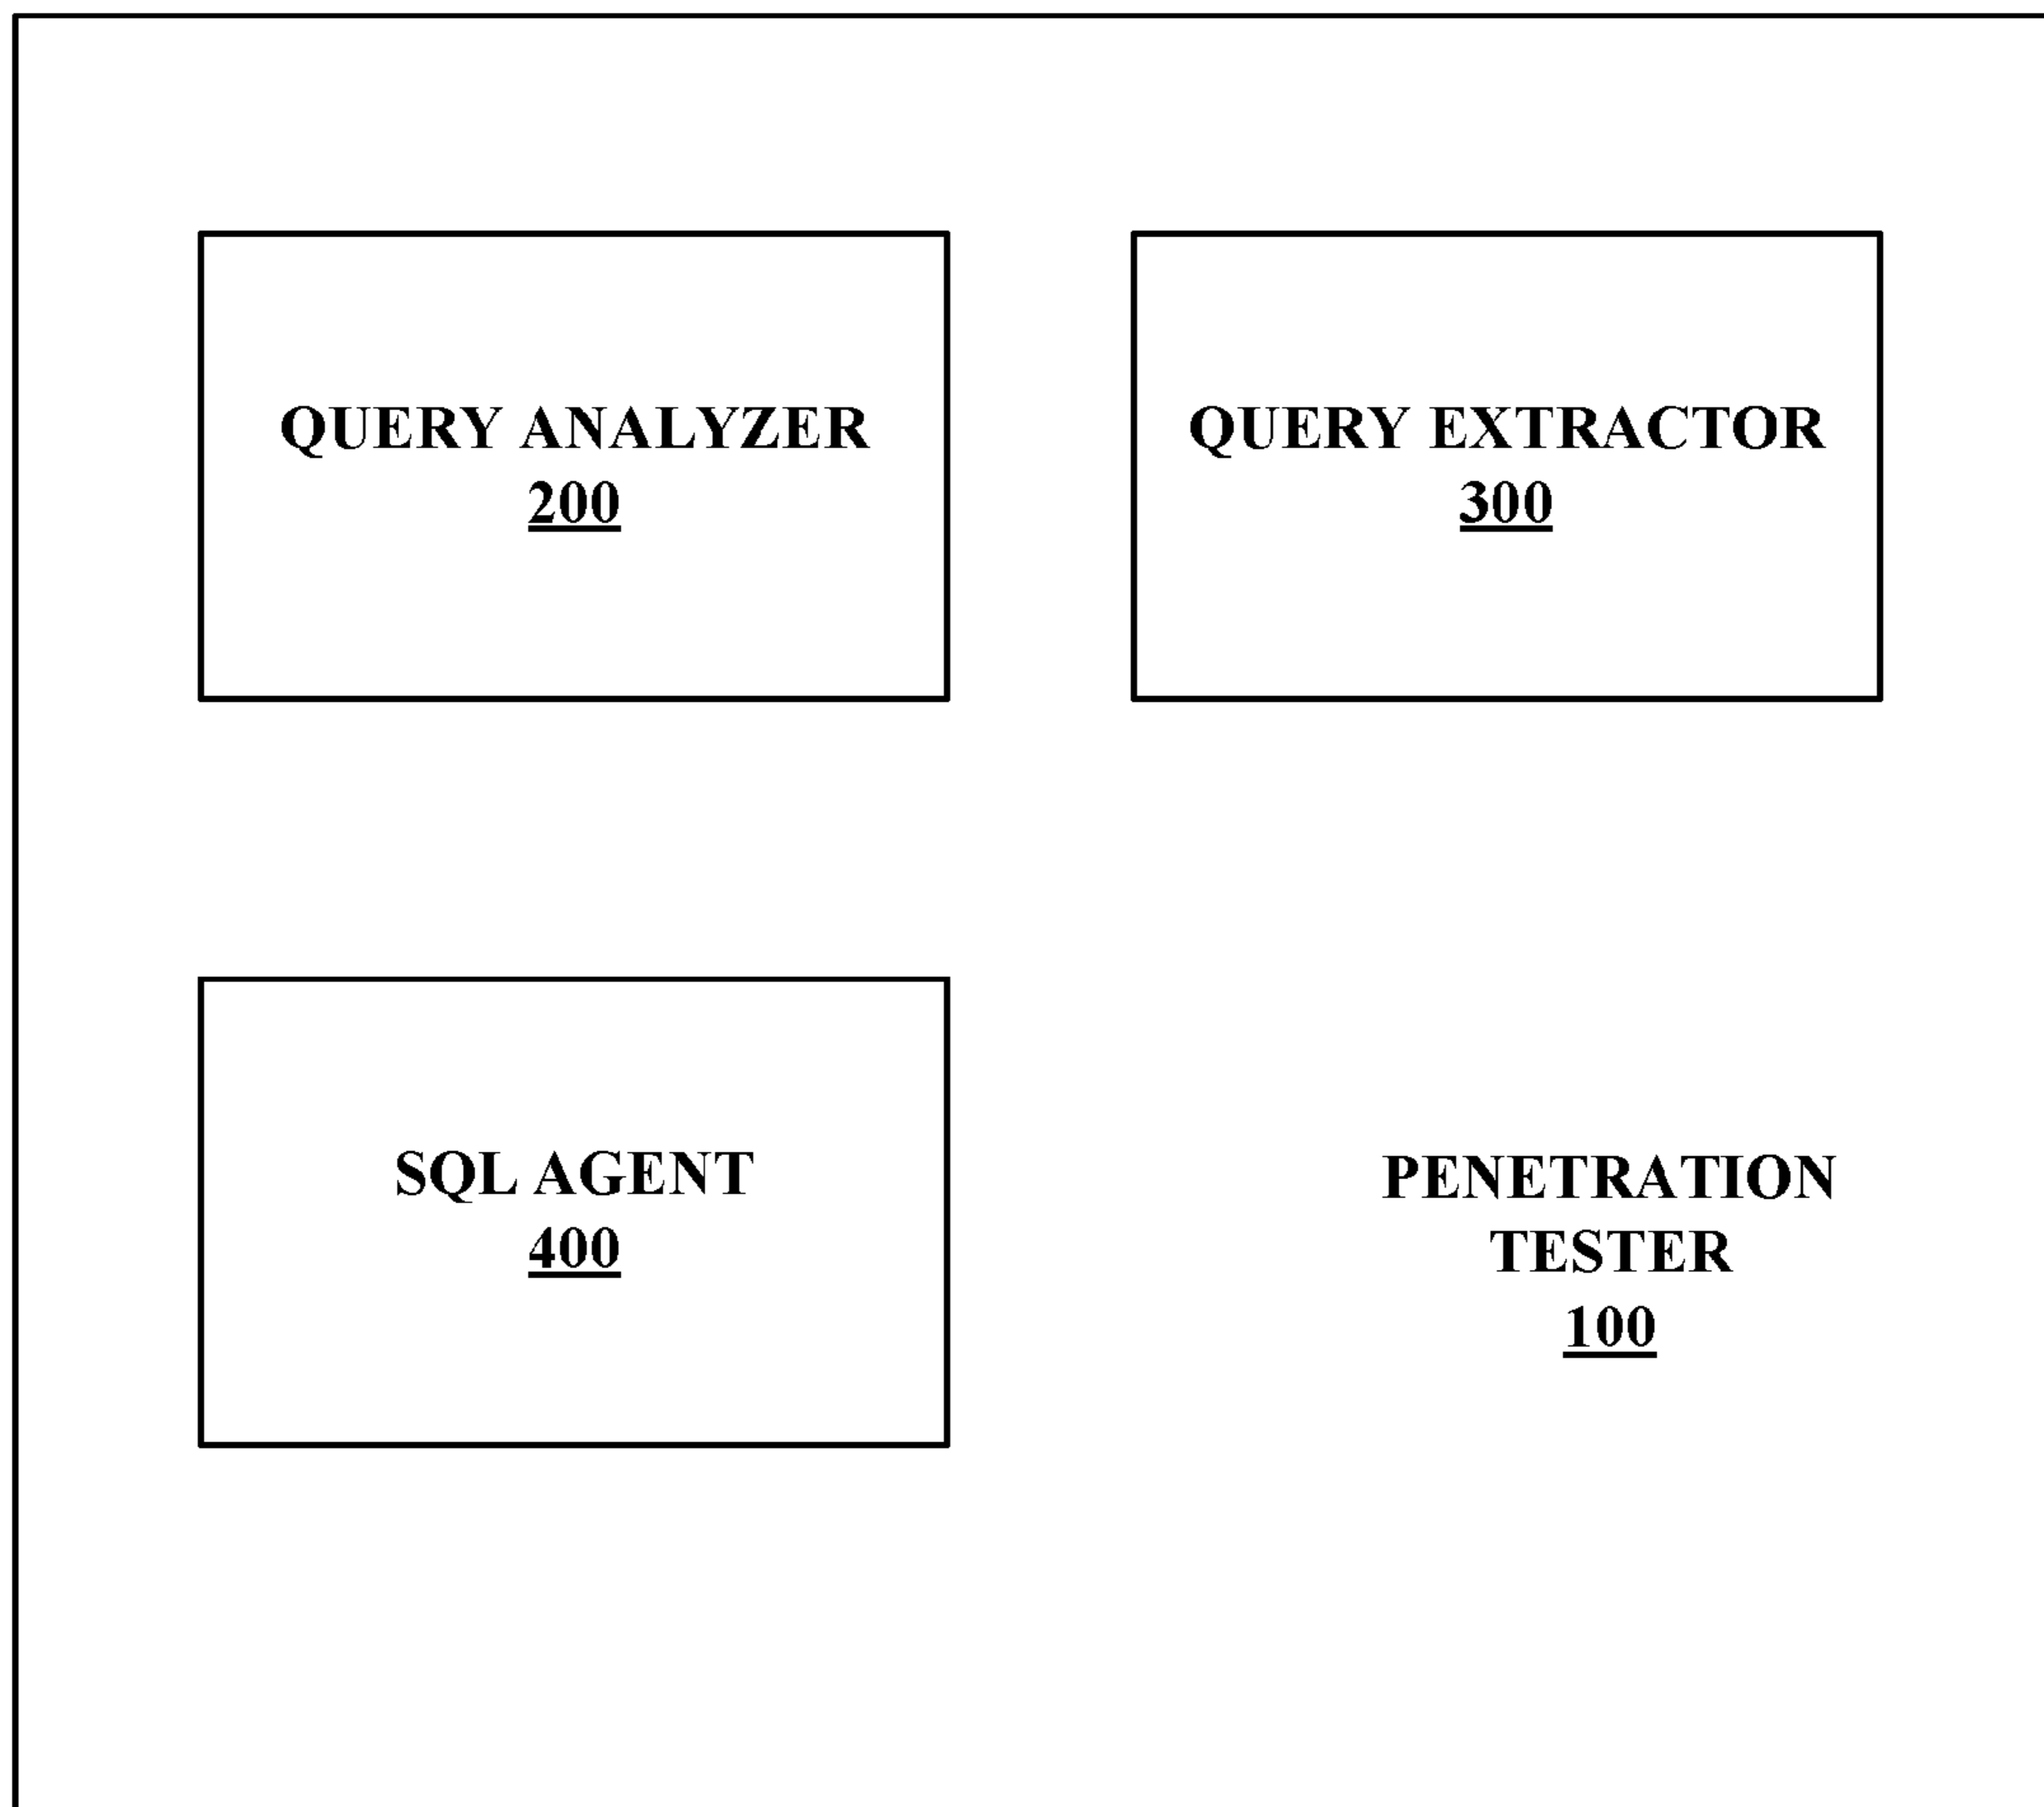 QUERY ANALYZER
200
QUERY EXTRACTOR
300
SQL AGENT
400
PENETRATION
TESTER
100